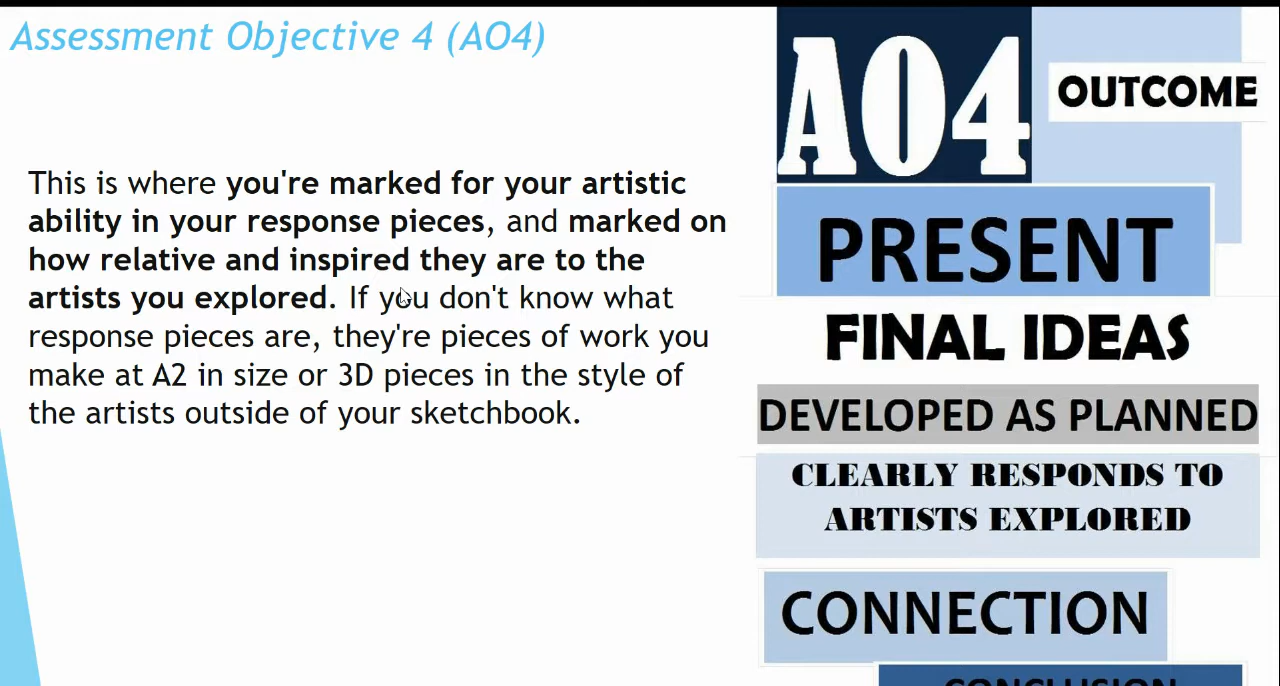 Assessment Objective 4 (AO4)
This is where you're marked for your artistic
ability in your response pieces, and marked on
how relative and inspired they are to the
artists you explored. If you don't know what
response pieces are, they're pieces of work you
make at A2 in size or 3D pieces in the style of
the artists outside of your sketchbook.
AO4
OUTCOME
PRESENT
FINAL IDEAS
DEVELOPED AS PLANNED
CLEARLY RESPONDS TO
ARTISTS EXPLORED
CONNECTION
CONCLUSION